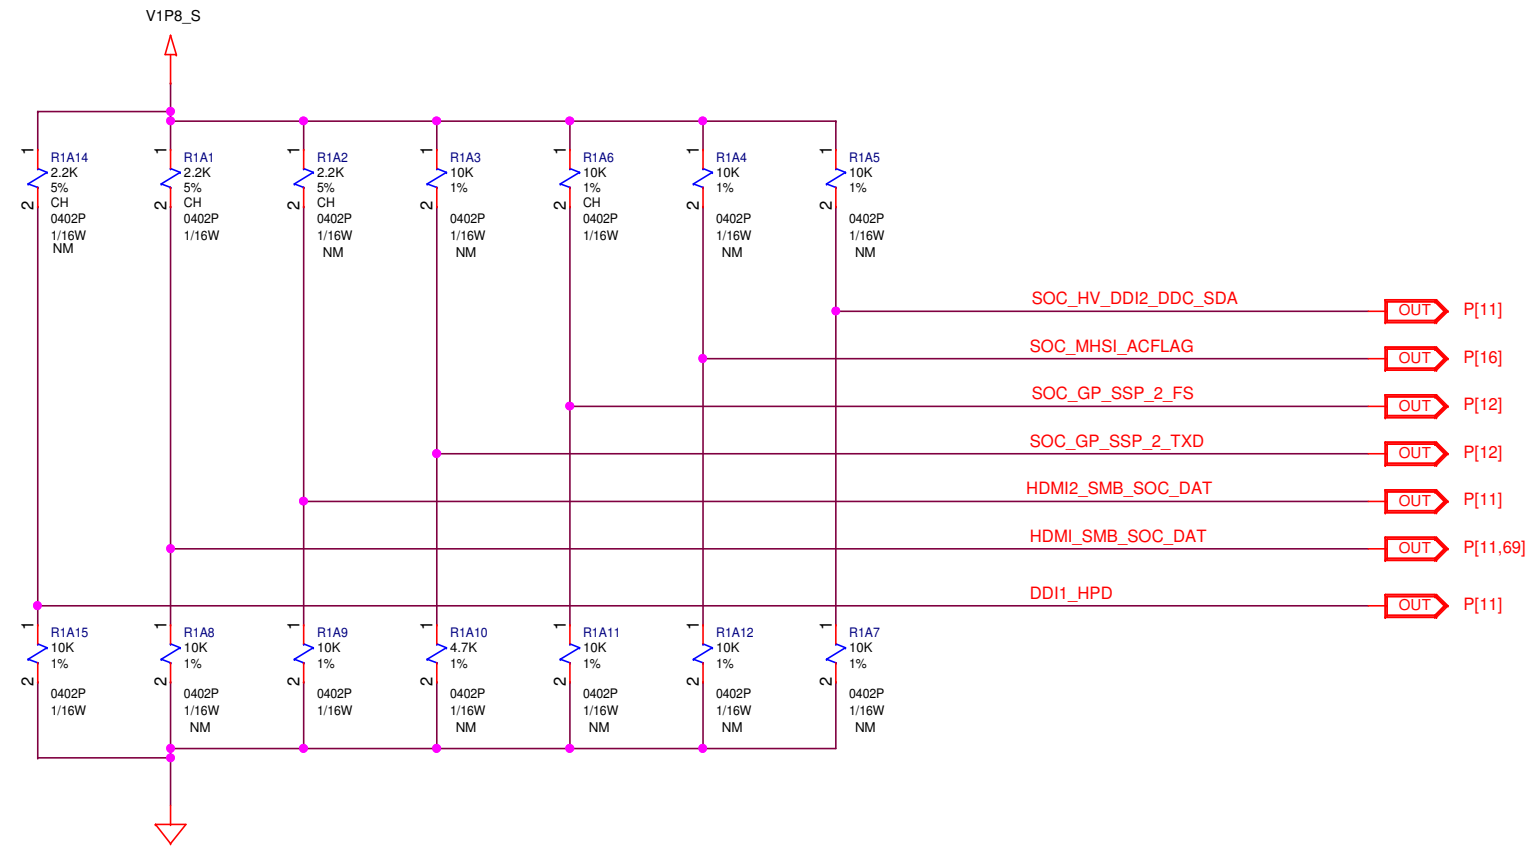 V1P8_S
1
R1A14
2.2K
5%
CH
2
0402P
1/16W
NM
1
R1A1
2.2K
5%
CH
2
0402P
1/16W
1
R1A2
2.2K
5%
CH
2
0402P
1/16W
NM
1
R1A3
10K
1%
2
0402P
1/16W
NM
1
R1A6
10K
1%
CH
2
0402P
1/16W
1
R1A4
10K
1%
2
0402P
1/16W
NM
1
R1A5
10K
1%
2
0402P
1/16W
NM
SOC_HV_DDI2_DDC_SDA OUT P[11]
SOC_MHSI_ACFLAG OUT P[16]
SOC_GP_SSP_2_FS OUT P[12]
SOC_GP_SSP_2_TXD OUT P[12]
HDMI2_SMB_SOC_DAT OUT P[11]
HDMI_SMB_SOC_DAT OUT P[11,69]
DDI1_HPD OUT P[11]
1
R1A15
10K
1%
2
0402P
1/16W
1
R1A8
10K
1%
2
0402P
1/16W
NM
1
R1A9
10K
1%
2
0402P
1/16W
1
R1A10
4.7K
1%
2
0402P
1/16W
NM
1
R1A11
10K
1%
2
0402P
1/16W
NM
1
R1A12
10K
1%
2
0402P
1/16W
NM
1
R1A7
10K
1%
2
0402P
1/16W
NM